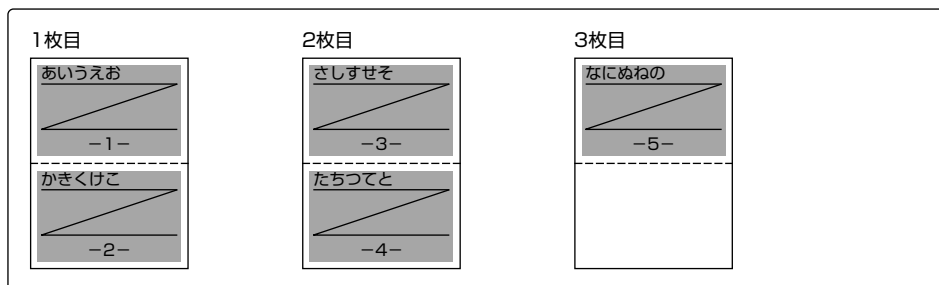 1枚目
あいうえお
−1−
かきくけこ
−2−
2枚目
さしすせそ
−3−
たちつてと
−4−
3枚目
なにぬねの
−5−